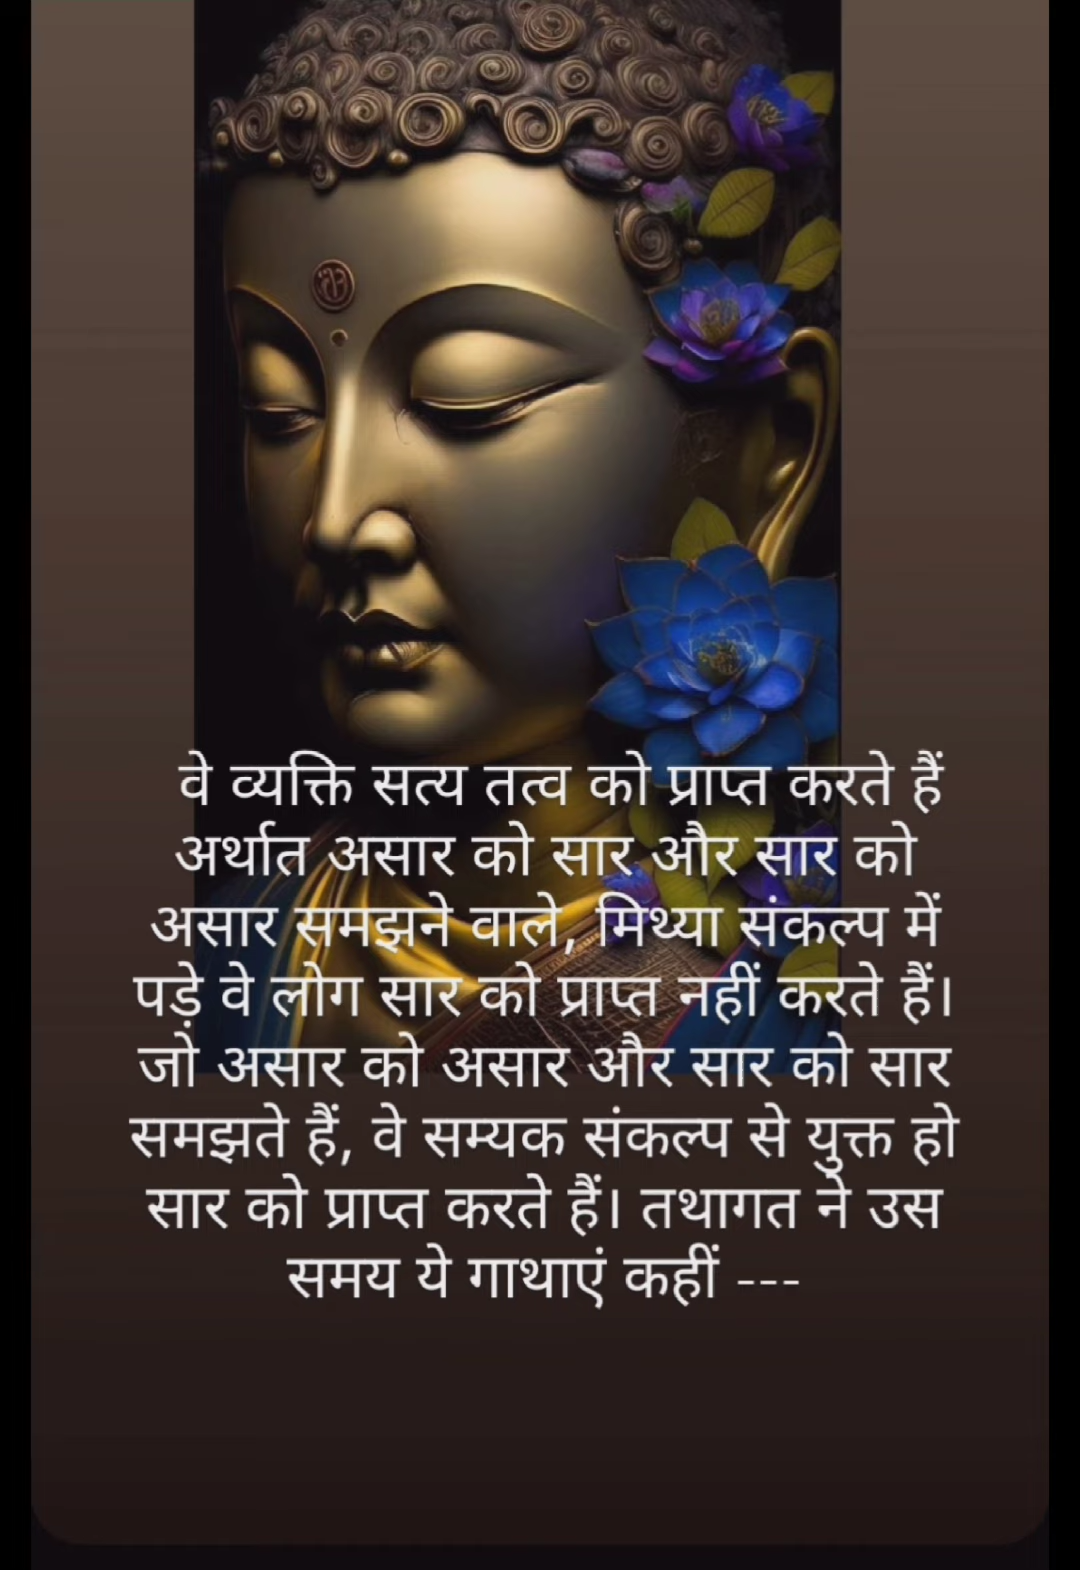 वे व्यक्ति सत्य तत्व को प्राप्त करते हैं
अर्थात असार को सार और सार को
असार समझने वाले, मिथ्या संकल्प में
पड़े वे लोग सार को प्राप्त नहीं करते हैं।
जो असार को असार और सार को सार
समझते हैं, वे सम्यक संकल्प से युक्त हो
सार को प्राप्त करते हैं। तथागत ने उस
समय ये गाथाएं कहीं ---